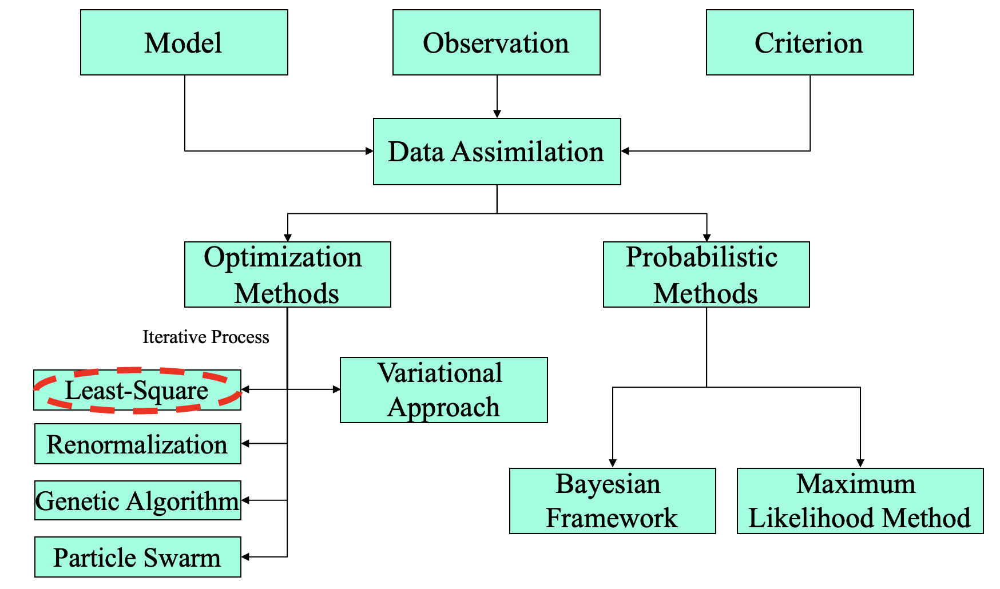 Model
Observation
Criterion
Data Assimilation
Optimization
Methods
Probabilistic
Methods
Iterative Process
Least-Square
Variational
Approach
Renormalization
Genetic Algorithm
Particle Swarm
Bayesian
Framework
Maximum
Likelihood Method